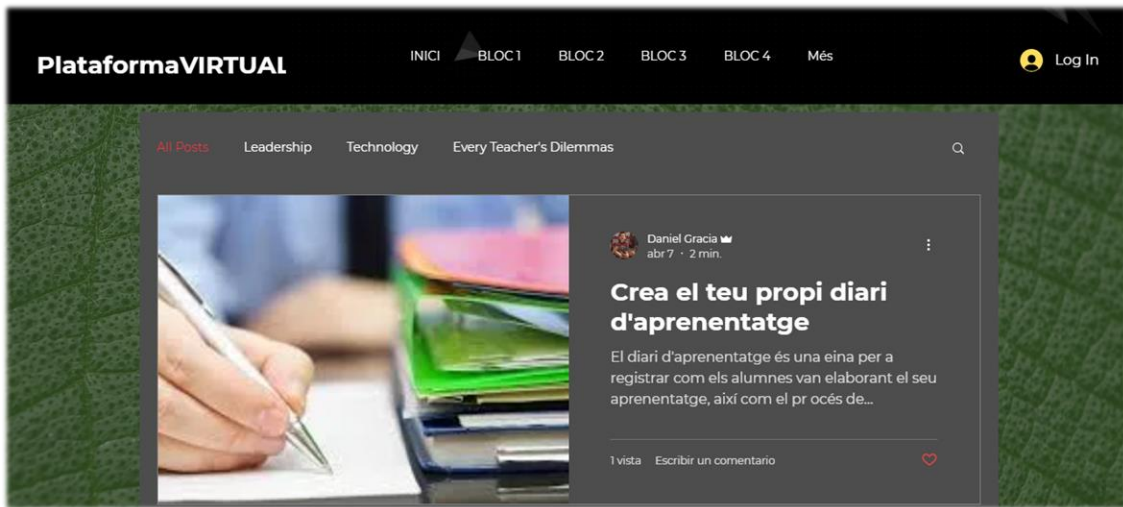 PlataformaVIRTUAL
INICI BLOC 1 BLOC 2 BLOC 3 BLOC 4 Més
Log In
All Posts Leadership Technology Every Teacher's Dilemmas
Daniel Gracia
abr 7 · 2 min.
Crea el teu propi diari
d'aprenentatge
El diari d'aprenentatge és una eina per a
registrar com els alumnes van elaborant el seu
aprenentatge, així com el pr océs de...
1 vista Escribir un comentario